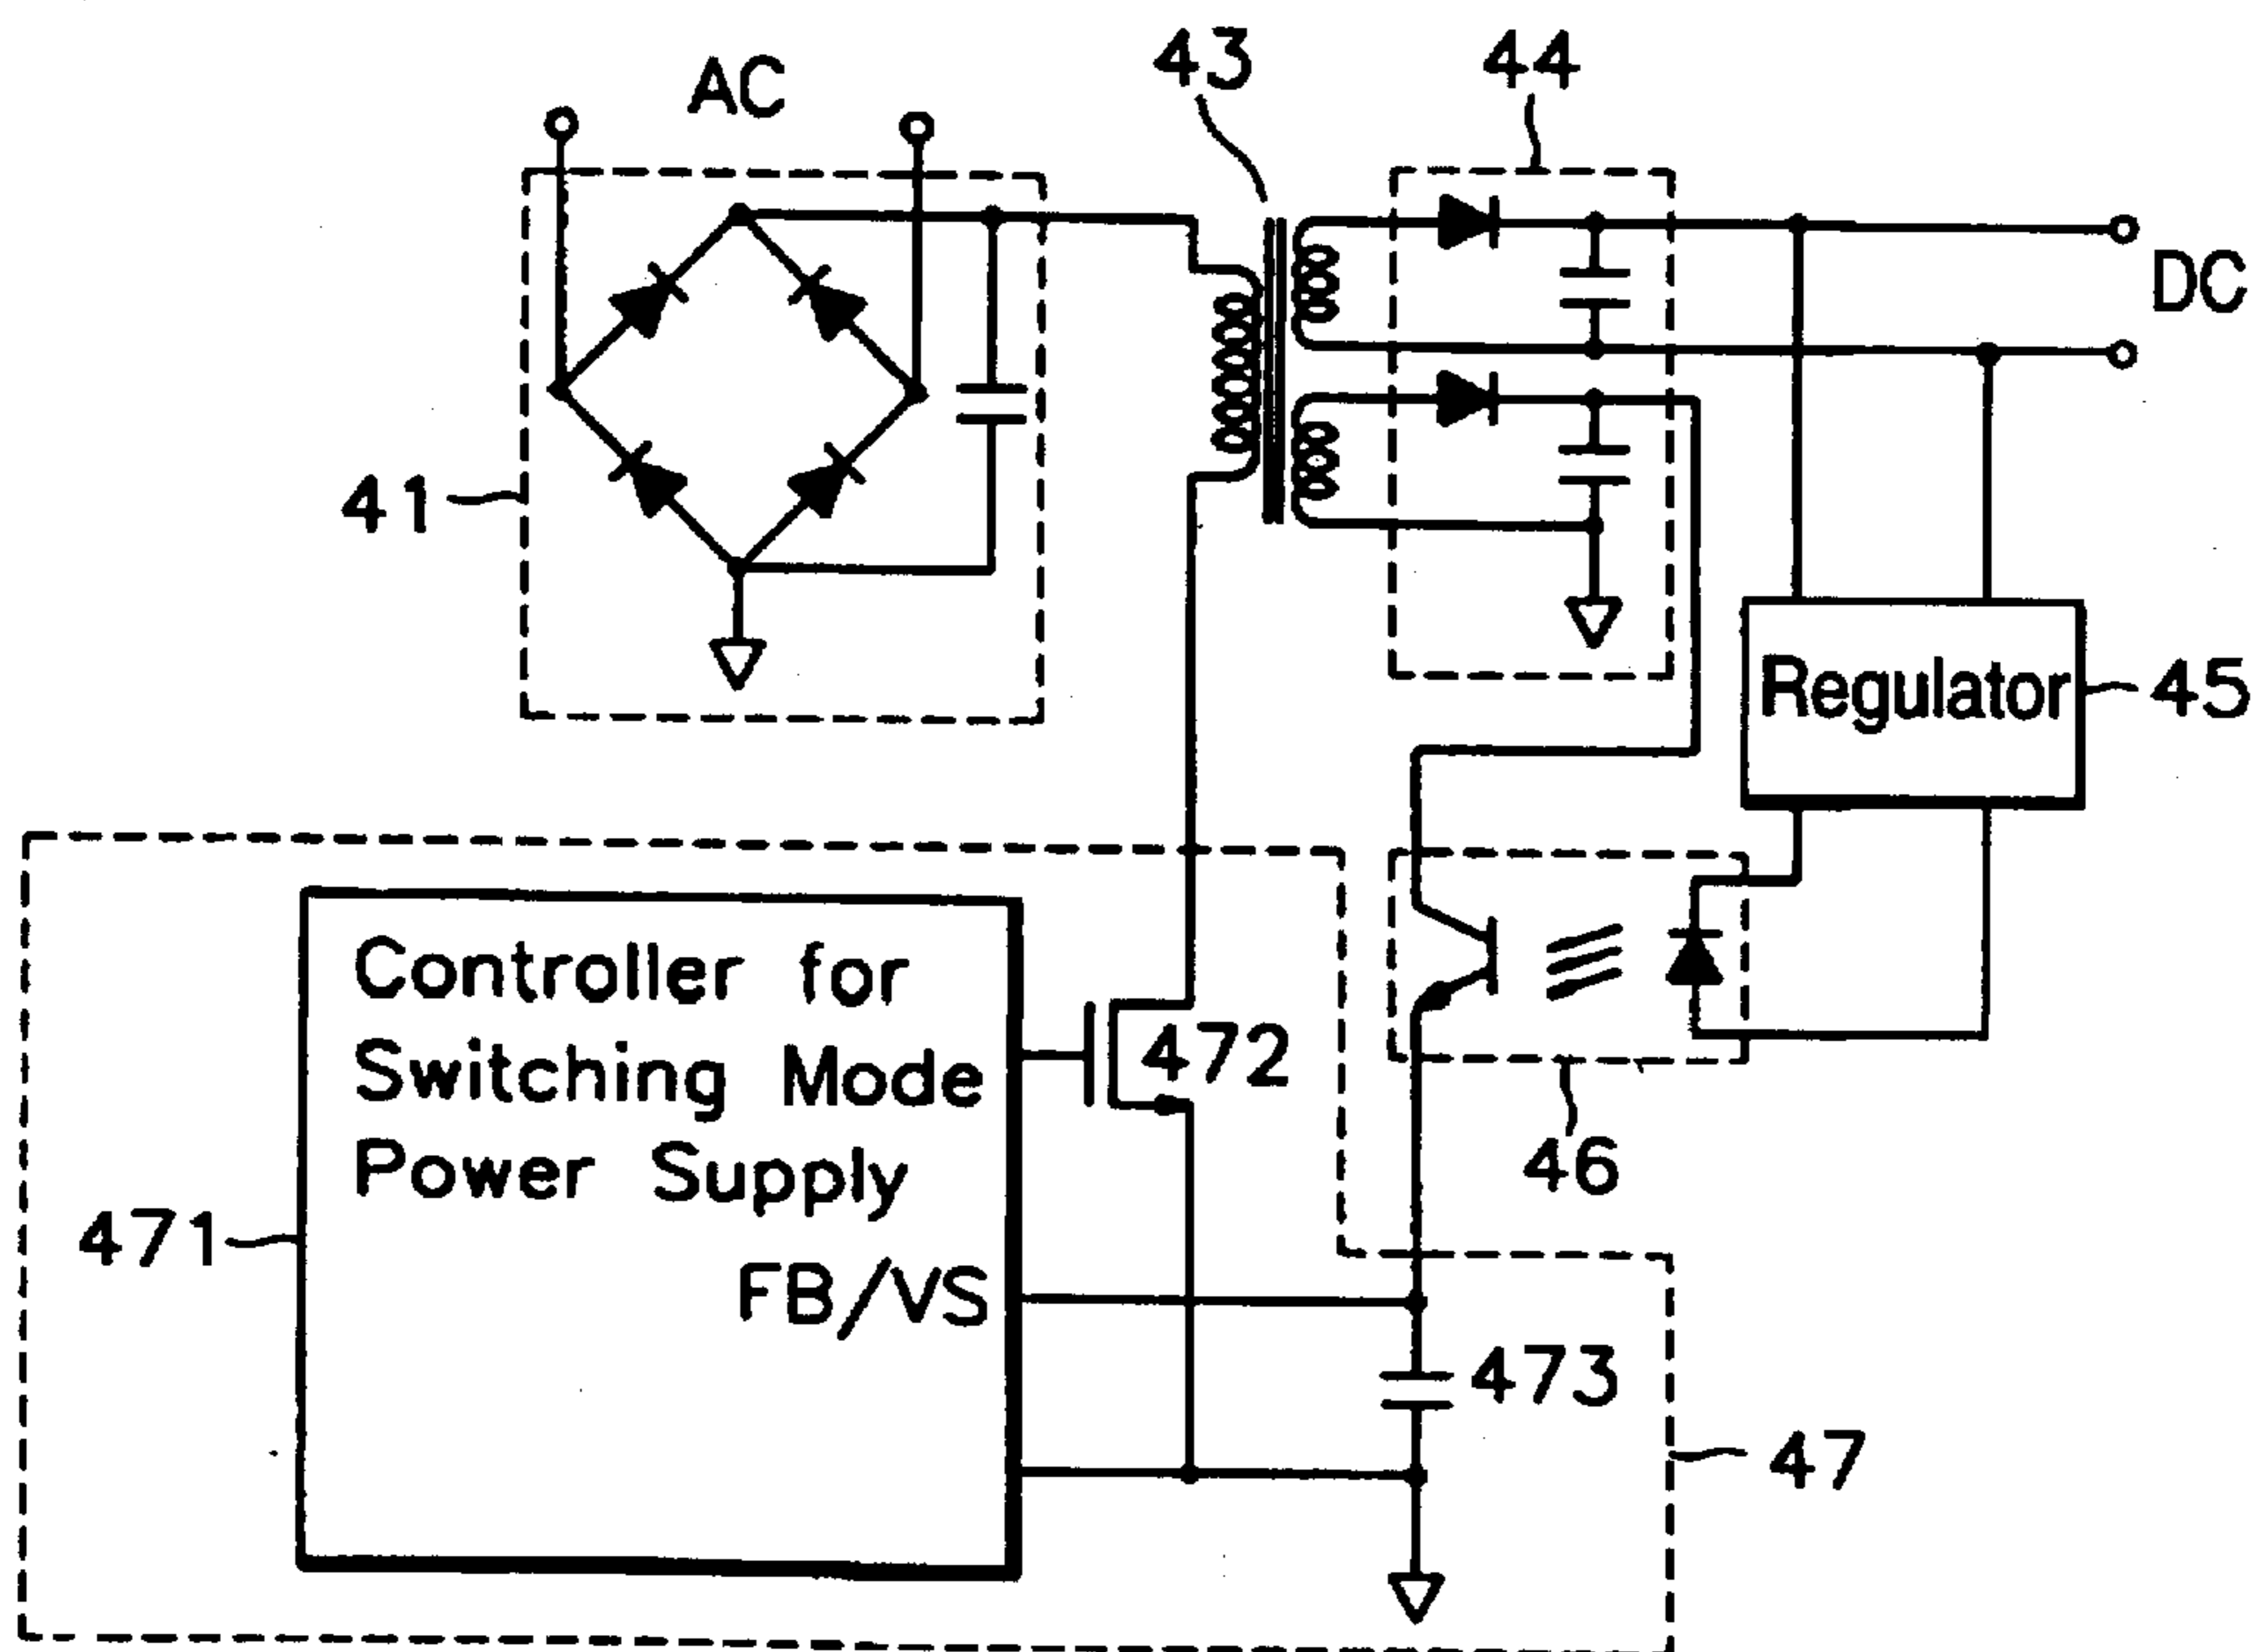 43
44
AC
DC
41
Regulator
45
Controller for
Switching Mode
Power Supply
472
46
471
FB/VS
473
47